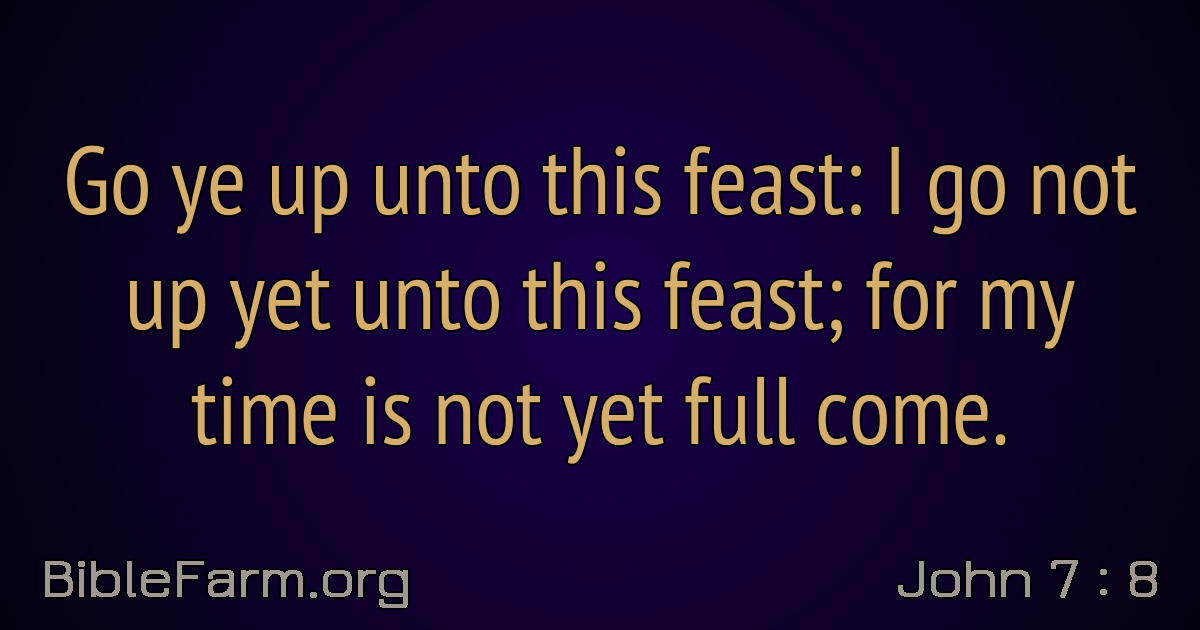 Go ye up unto this feast: I go not
up yet unto this feast; for my
time is not yet full come.
BibleFarm.org
John 7 : 8